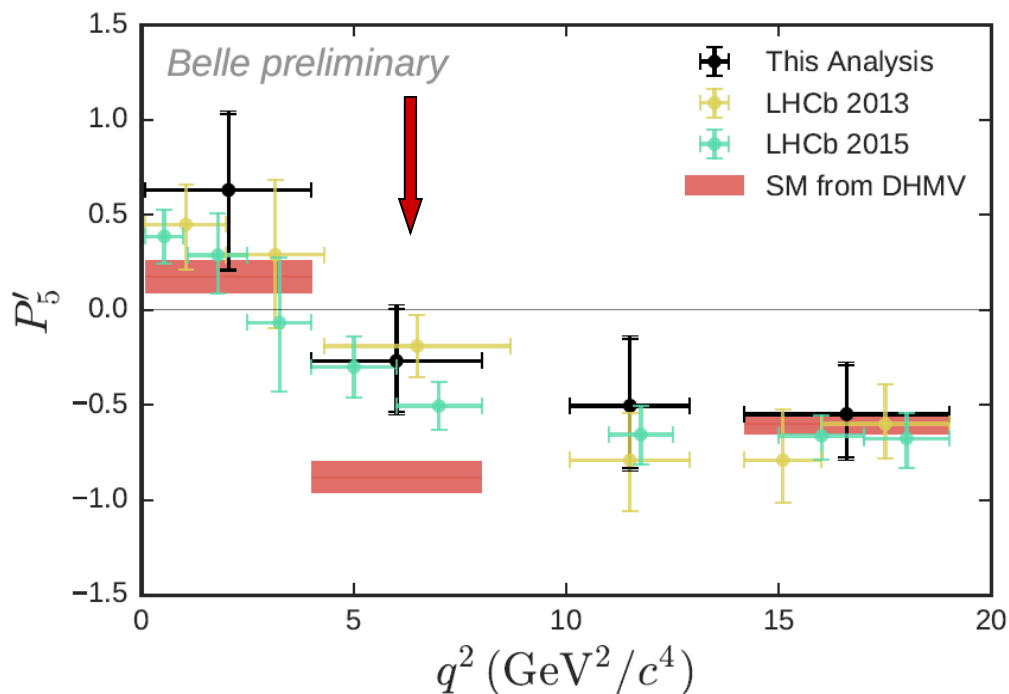 Belle preliminary
This Analysis
LHCb 2013
LHCb 2015
SM from DHMV
1.5
1.0
0.5
0.0
−0.5
−1.0
−1.5
P′₅
0 5 10 15 20
q² (GeV²/c⁴)